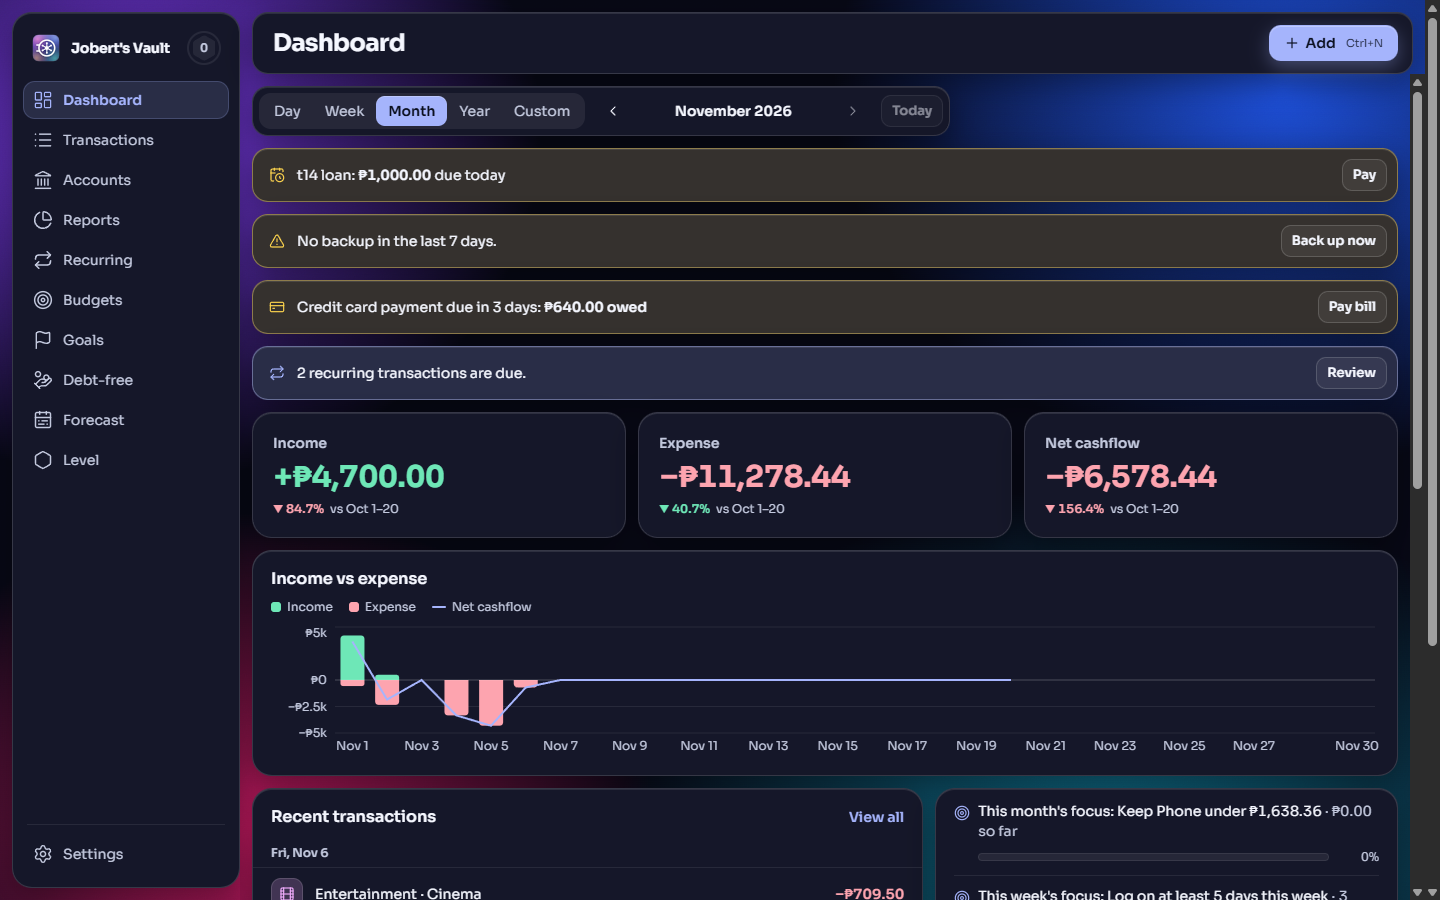 Jobert's Vault
0
Dashboard
Transactions
Accounts
Reports
Recurring
Budgets
Goals
Debt-free
Forecast
Level
Settings
Dashboard
+ Add Ctrl+N
Day Week Month Year Custom
November 2026
Today
t14 loan: ₱1,000.00 due today
Pay
No backup in the last 7 days.
Back up now
Credit card payment due in 3 days: ₱640.00 owed
Pay bill
2 recurring transactions are due.
Review
Income
+₱4,700.00
▼ 84.7% vs Oct 1–20
Expense
−₱11,278.44
▼ 40.7% vs Oct 1–20
Net cashflow
−₱6,578.44
▼ 156.4% vs Oct 1–20
Income vs expense
Income Expense Net cashflow
₱5k
₱0
−₱2.5k
−₱5k
Nov 1 Nov 3 Nov 5 Nov 7 Nov 9 Nov 11 Nov 13 Nov 15 Nov 17 Nov 19 Nov 21 Nov 23 Nov 25 Nov 27 Nov 30
Recent transactions
View all
Fri, Nov 6
Entertainment · Cinema
−₱709.50
This month's focus: Keep Phone under ₱1,638.36 · ₱0.00
so far
0%
This week's focus: Log on at least 5 days this week · 3